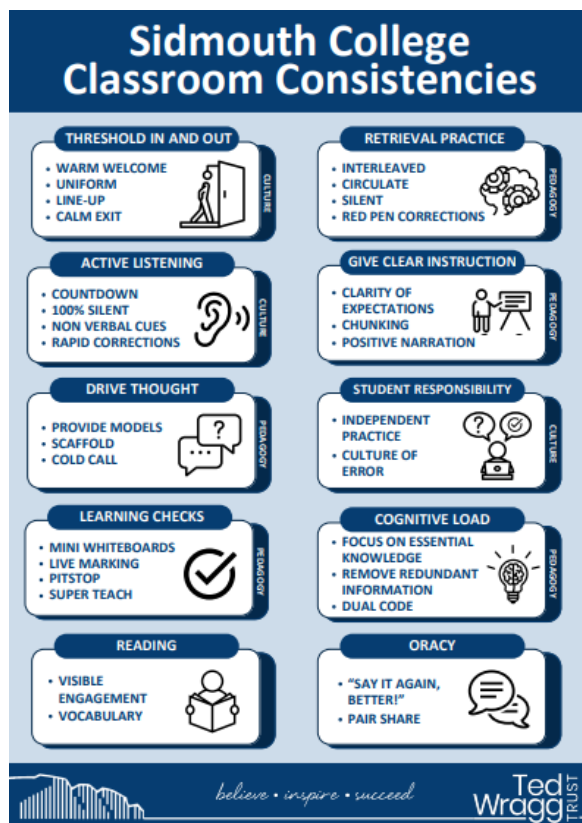 Sidmouth College
Classroom Consistencies
THRESHOLD IN AND OUT
• WARM WELCOME
• UNIFORM
• LINE-UP
• CALM EXIT
CULTURE
RETRIEVAL PRACTICE
• INTERLEAVED
• CIRCULATE
• SILENT
• RED PEN CORRECTIONS
PEDAGOGY
ACTIVE LISTENING
• COUNTDOWN
• 100% SILENT
• NON VERBAL CUES
• RAPID CORRECTIONS
CULTURE
GIVE CLEAR INSTRUCTION
• CLARITY OF
EXPECTATIONS
• CHUNKING
• POSITIVE NARRATION
PEDAGOGY
DRIVE THOUGHT
• PROVIDE MODELS
• SCAFFOLD
• COLD CALL
?
PEDAGOGY
STUDENT RESPONSIBILITY
• INDEPENDENT
PRACTICE
• CULTURE OF
ERROR
?
CULTURE
LEARNING CHECKS
• MINI WHITEBOARDS
• LIVE MARKING
• PITSTOP
• SUPER TEACH
PEDAGOGY
COGNITIVE LOAD
• FOCUS ON ESSENTIAL
KNOWLEDGE
• REMOVE REDUNDANT
INFORMATION
• DUAL CODE
PEDAGOGY
READING
• VISIBLE
ENGAGEMENT
• VOCABULARY
ORACY
• “SAY IT AGAIN,
BETTER!”
• PAIR SHARE
believe • inspire • succeed
Ted
Wragg
TRUST